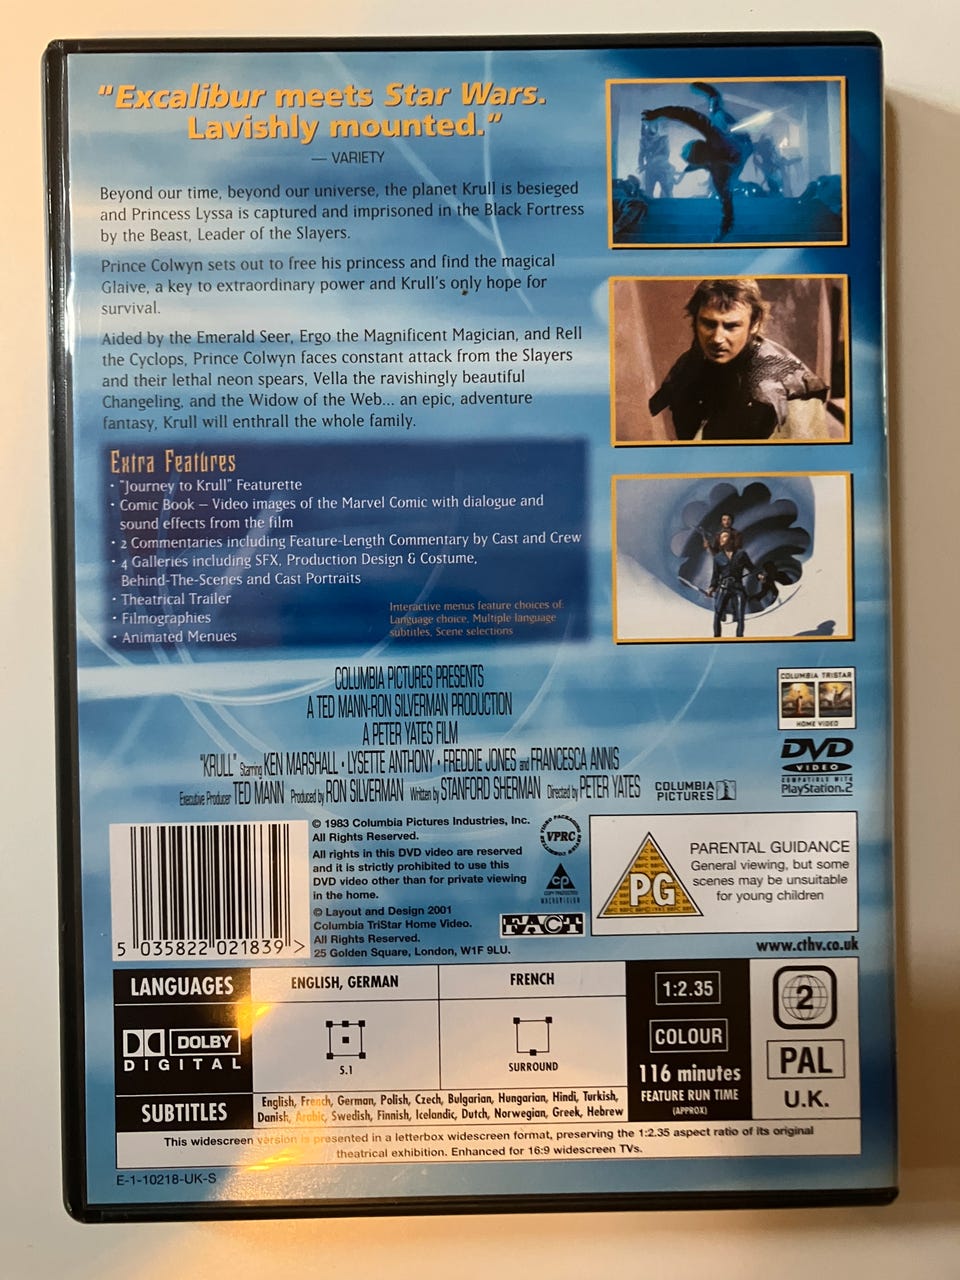 "Excalibur meets Star Wars.
Lavishly mounted."
— VARIETY
Beyond our time, beyond our universe, the planet Krull is besieged
and Princess Lyssa is captured and imprisoned in the Black Fortress
by the Beast, Leader of the Slayers.
Prince Colwyn sets out to free his princess and find the magical
Glaive, a key to extraordinary power and Krull's only hope for
survival.
Aided by the Emerald Seer, Ergo the Magnificent Magician, and Rell
the Cyclops, Prince Colwyn faces constant attack from the Slayers
and their lethal neon spears, Vella the ravishingly beautiful
Changeling, and the Widow of the Web... an epic, adventure
fantasy, Krull will enthrall the whole family.
Extra Features
• "Journey to Krull" Featurette
• Comic Book – Video images of the Marvel Comic with dialogue and
sound effects from the film
• 2 Commentaries including Feature-Length Commentary by Cast and Crew
• 4 Galleries including SFX, Production Design & Costume,
Behind-The-Scenes and Cast Portraits
• Theatrical Trailer
• Filmographies
• Animated Menues
Interactive menus feature choices of:
Language choice, Multiple language
subtitles, Scene selections
COLUMBIA PICTURES PRESENTS
A TED MANN-RON SILVERMAN PRODUCTION
A PETER YATES FILM
"KRULL" Starring KEN MARSHALL • LYSETTE ANTHONY • FREDDIE JONES and FRANCESCA ANNIS
Executive Producer TED MANN Produced by RON SILVERMAN Written by STANFORD SHERMAN Directed by PETER YATES
COLUMBIA
PICTURES
COLUMBIA TRISTAR
HOME VIDEO
DVD
VIDEO
COMPATIBLE WITH
PlayStation.2
5 035822 021839 >
© 1983 Columbia Pictures Industries, Inc.
All Rights Reserved.
All rights in this DVD video are reserved
and it is strictly prohibited to use this
DVD video other than for private viewing
in the home.
© Layout and Design 2001
Columbia TriStar Home Video.
All Rights Reserved.
25 Golden Square, London, W1F 9LU.
VPRC
cp
COPY PROTECTED
MACROVISION
FACT
PG
PARENTAL GUIDANCE
General viewing, but some
scenes may be unsuitable
for young children
www.cthv.co.uk
LANGUAGES
ENGLISH, GERMAN
FRENCH
DOLBY
DIGITAL
5.1
SURROUND
SUBTITLES
English, French, German, Polish, Czech, Bulgarian, Hungarian, Hindi, Turkish,
Danish, Arabic, Swedish, Finnish, Icelandic, Dutch, Norwegian, Greek, Hebrew
1:2.35
COLOUR
116 minutes
FEATURE RUN TIME
(APPROX)
2
PAL
U.K.
This widescreen version is presented in a letterbox widescreen format, preserving the 1:2.35 aspect ratio of its original
theatrical exhibition. Enhanced for 16:9 widescreen TVs.
E-1-10218-UK-S